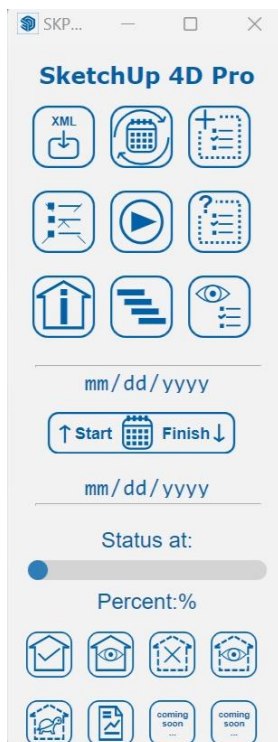 SKP...
SketchUp 4D Pro
XML
mm/dd/yyyy
↑ Start Finish ↓
mm/dd/yyyy
Status at:
Percent:%
coming
soon
...
coming
soon
...